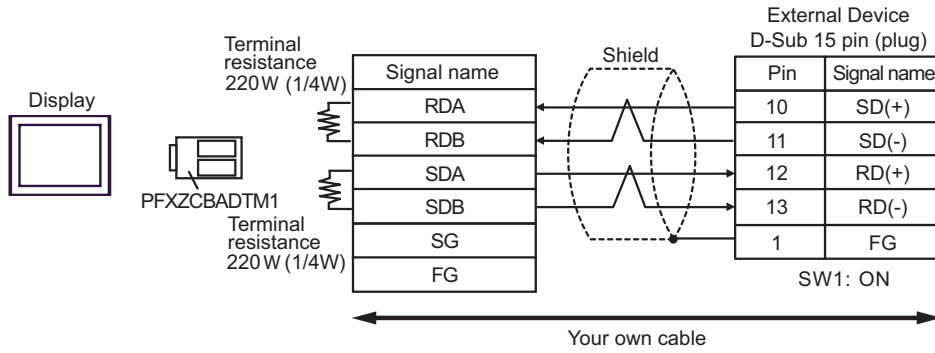 External Device
D-Sub 15 pin (plug)
Terminal
resistance
220W (1/4W)
Shield
Signal name
Pin
Signal name
Display
RDA
10
SD(+)
RDB
11
SD(-)
SDA
12
RD(+)
PFXZCBADTM1
SDB
13
RD(-)
Terminal
resistance
220W (1/4W)
SG
1
FG
FG
SW1: ON
Your own cable